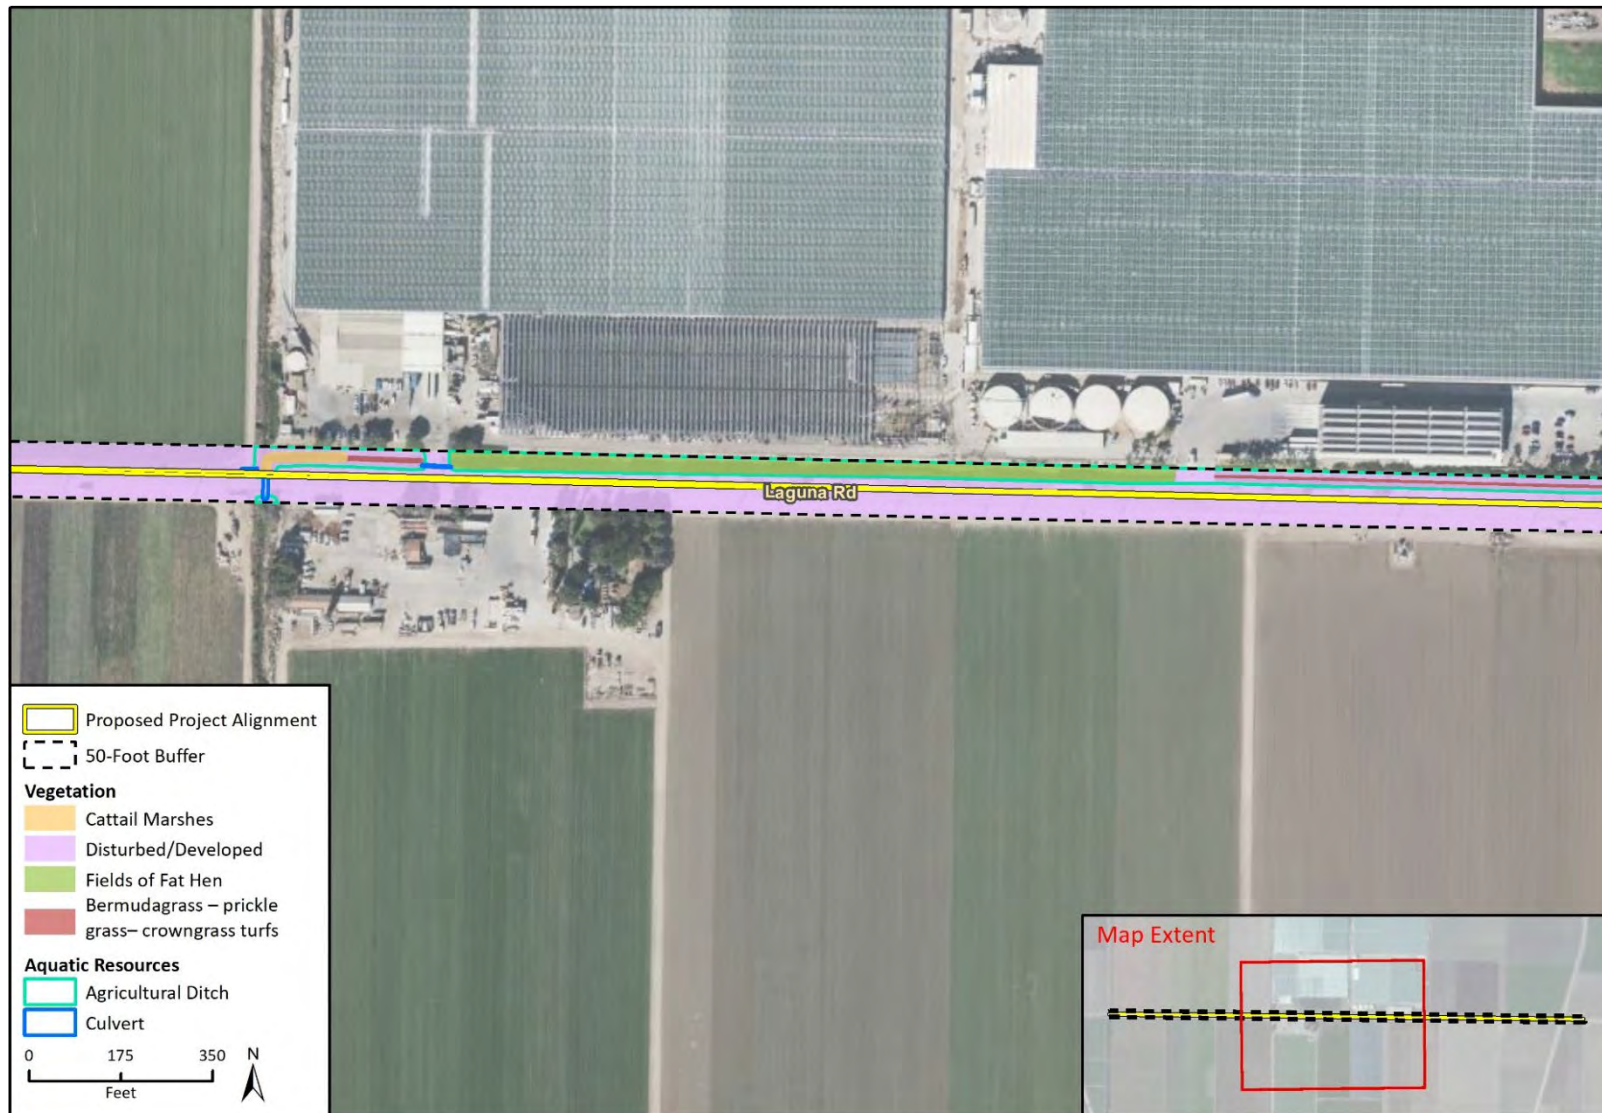 Laguna Rd
Proposed Project Alignment
50-Foot Buffer
Vegetation
Cattail Marshes
Disturbed/Developed
Fields of Fat Hen
Bermudagrass – prickle
grass– crowngrass turfs
Aquatic Resources
Agricultural Ditch
Culvert
0 175 350 N
Feet
Map Extent